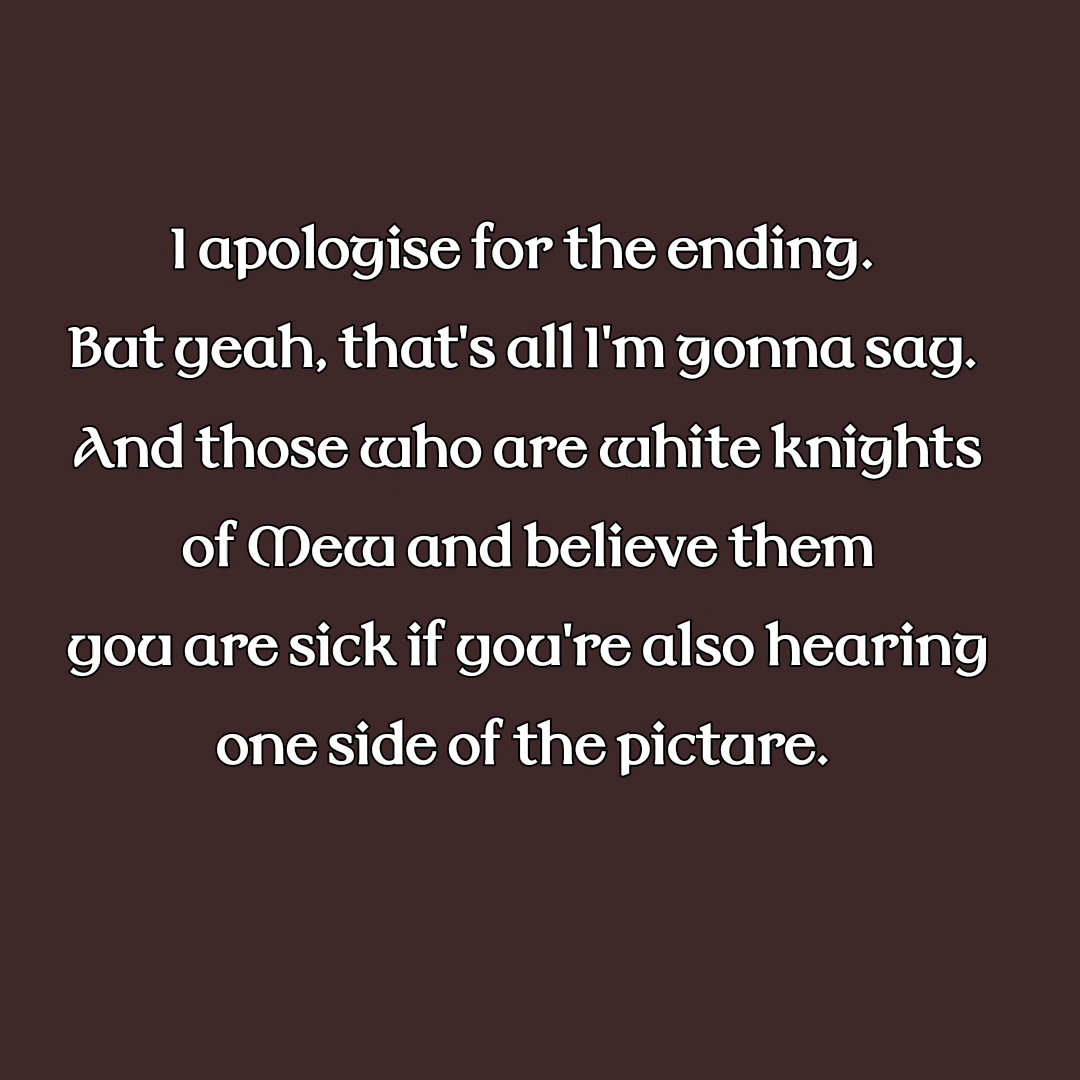 I apologise for the ending.
But yeah, that's all I'm gonna say.
And those who are white knights
of Mew and believe them
you are sick if you're also hearing
one side of the picture.